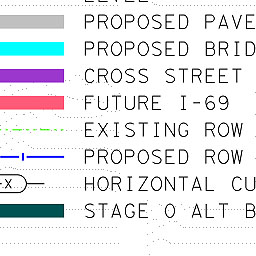 PROPOSED PAVE
PROPOSED BRID
CROSS STREET
FUTURE I-69
EXISTING ROW
PROPOSED ROW
X HORIZONTAL CU
STAGE 0 ALT B